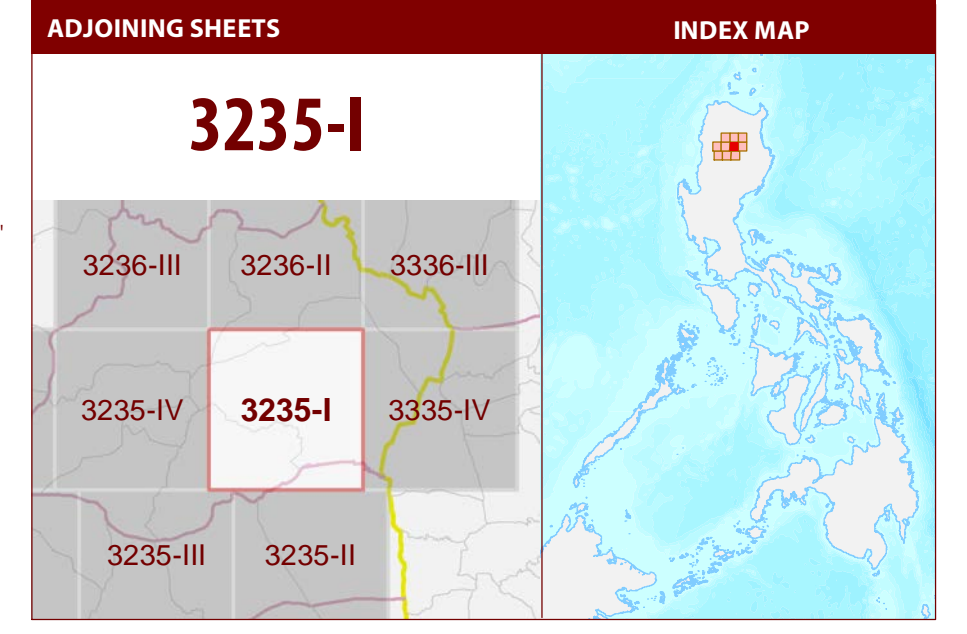 ADJOINING SHEETS
INDEX MAP
3235-I
3236-III
3236-II
3336-III
3235-IV
3235-I
3335-IV
3235-III
3235-II
"